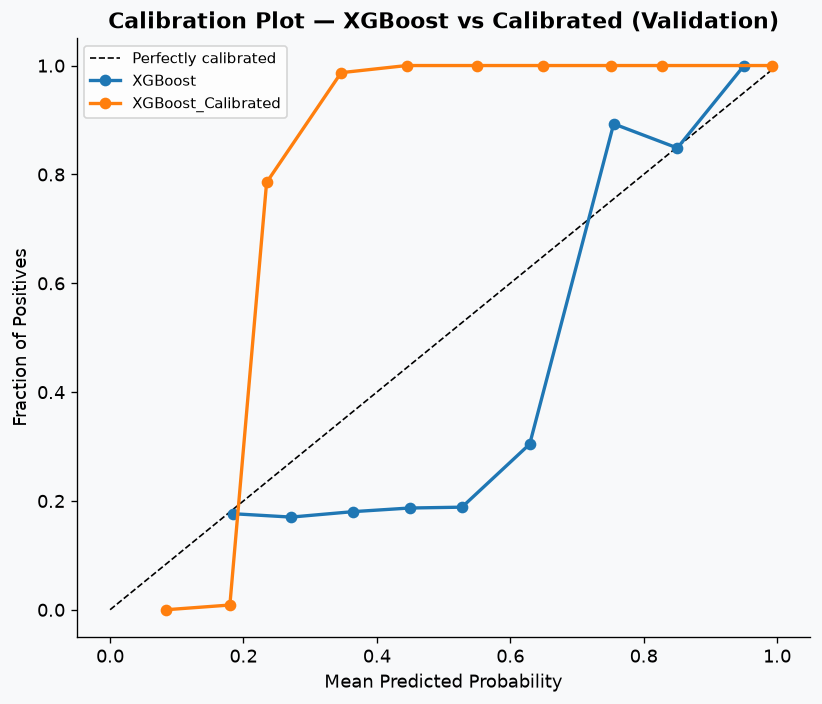 Calibration Plot — XGBoost vs Calibrated (Validation)
Perfectly calibrated
XGBoost
XGBoost_Calibrated
Fraction of Positives
1.0
0.8
0.6
0.4
0.2
0.0
0.0 0.2 0.4 0.6 0.8 1.0
Mean Predicted Probability